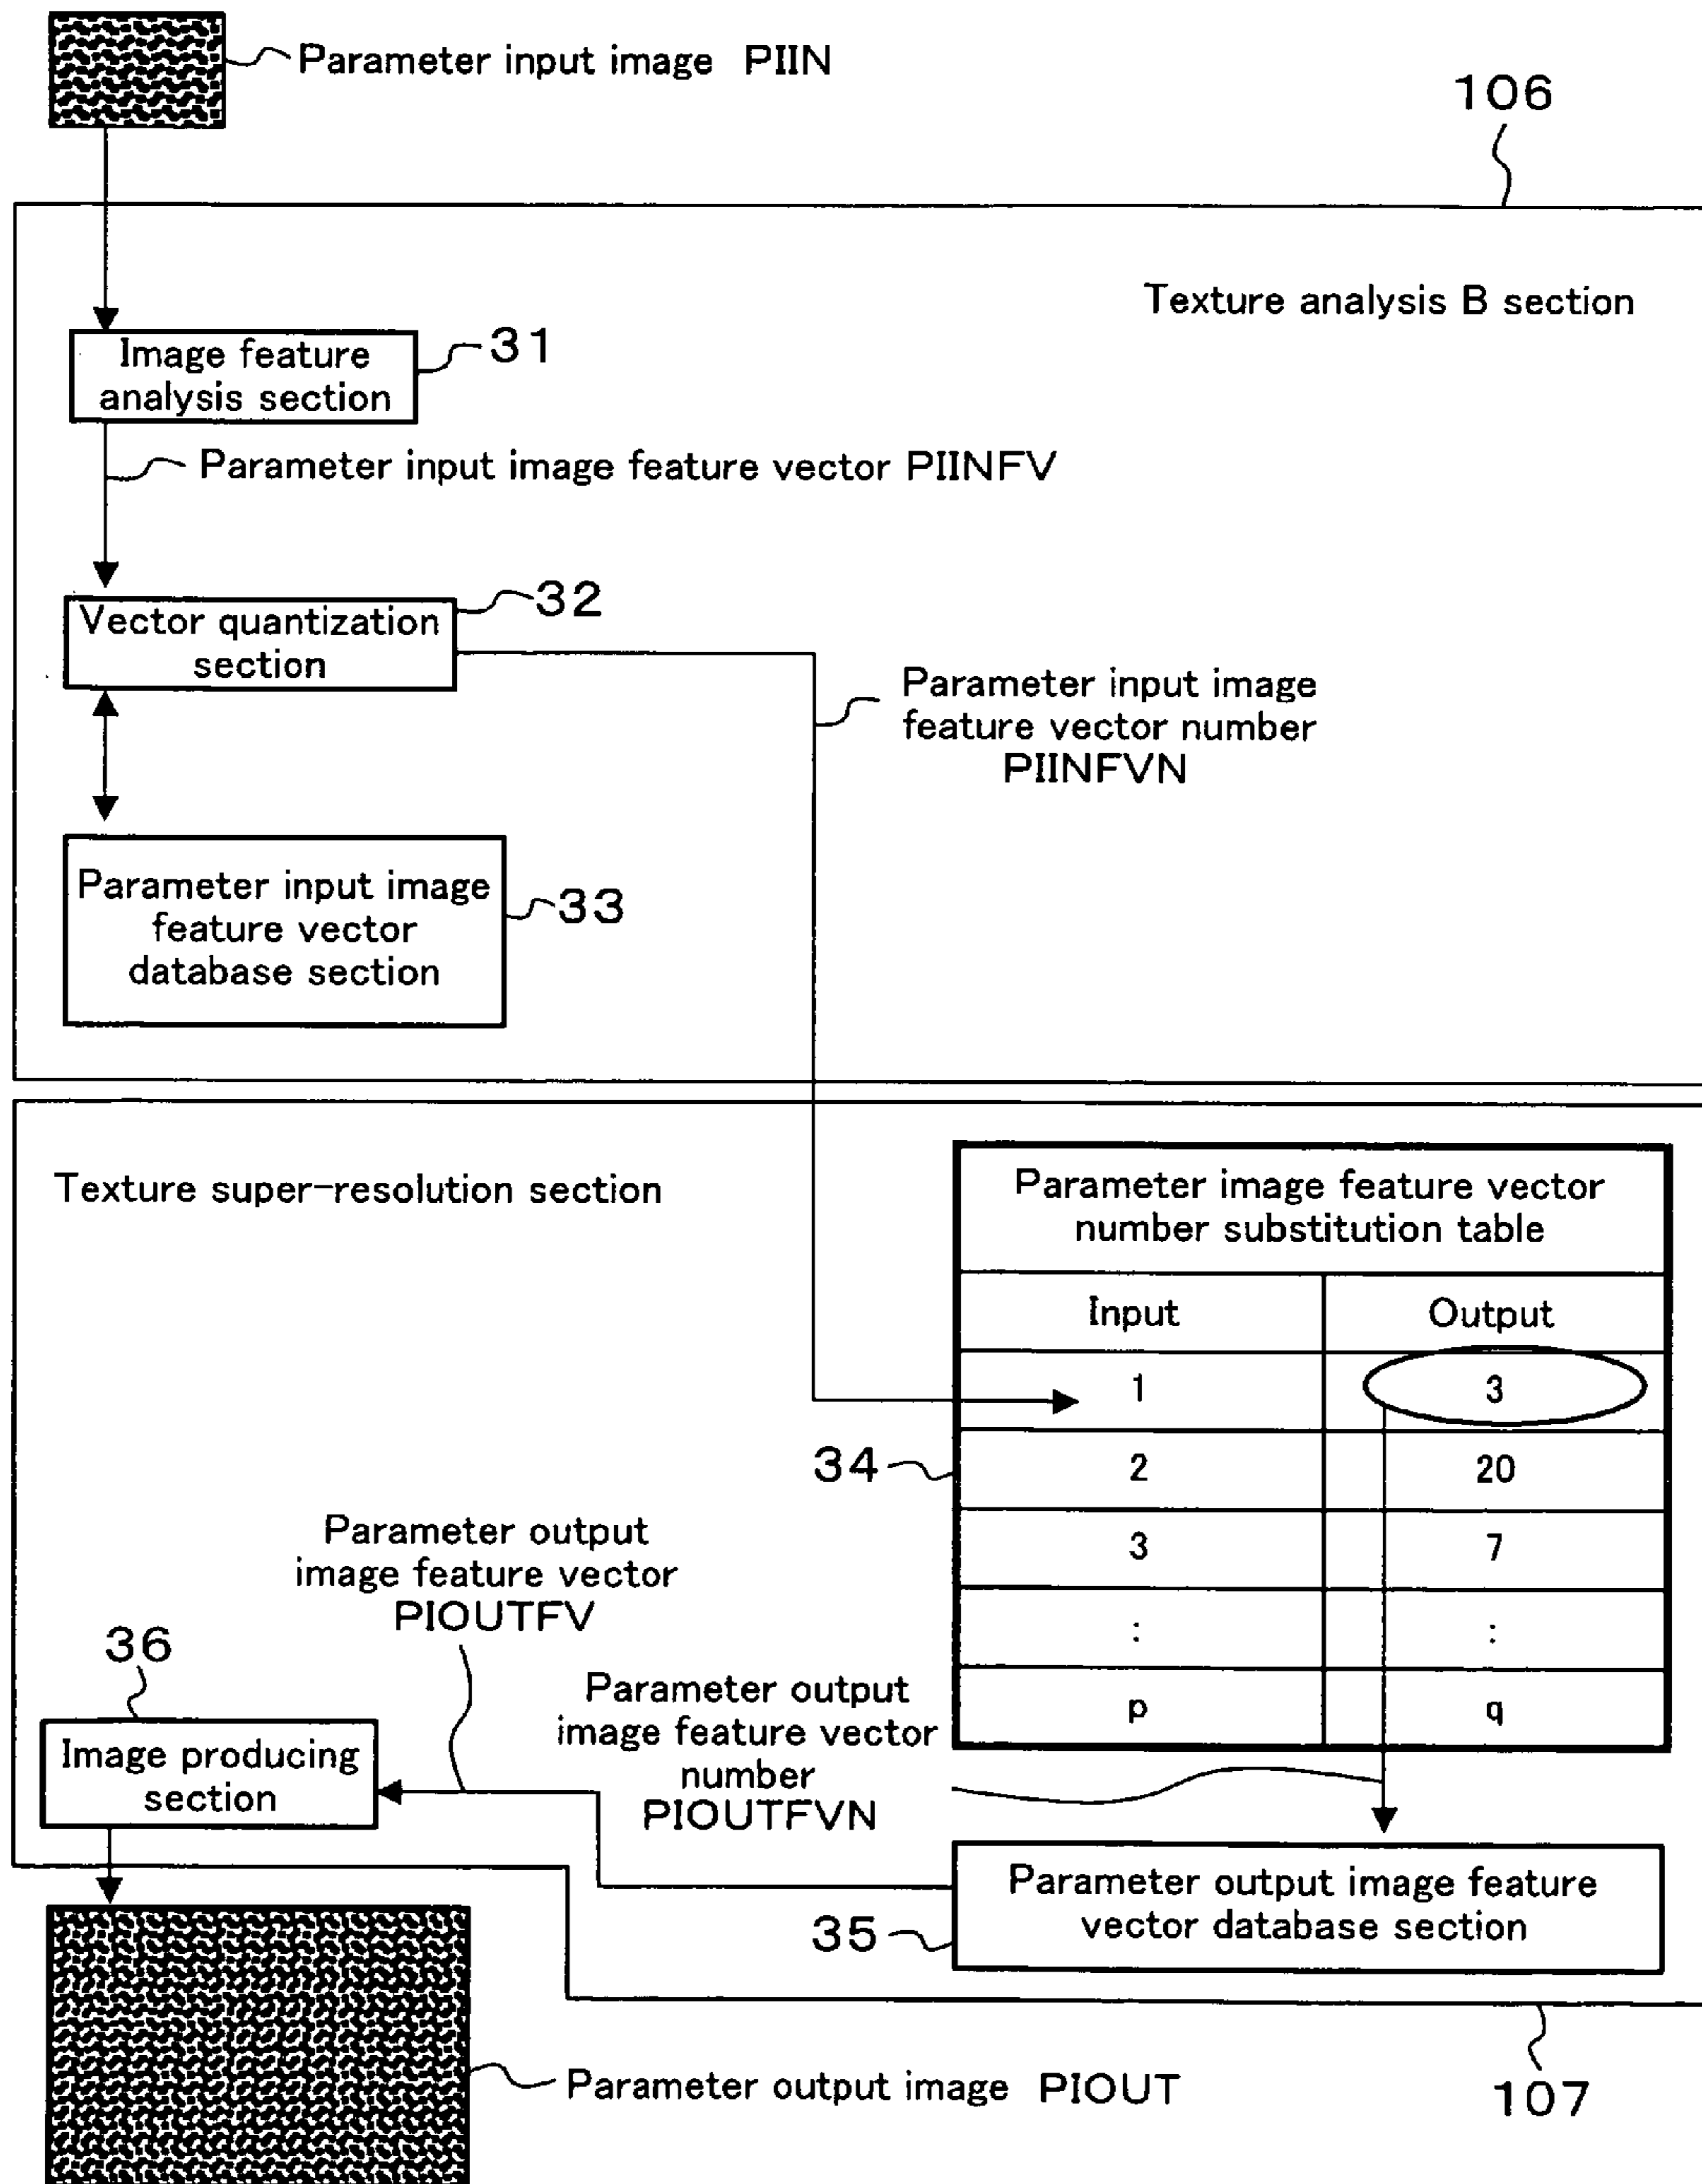 Parameter input image PIIN
106
Texture analysis B section
Image feature
analysis section
31
Parameter input image feature vector PIINFV
Vector quantization
section
32
Parameter input image
feature vector number
PIINFVN
Parameter input image
feature vector
database section
33
Texture super-resolution section
Parameter image feature vector
number substitution table
Input Output
1 3
34
2 20
3 7
: :
p q
Parameter output
image feature vector
PIOUTFV
36
Image producing
section
Parameter output
image feature vector
number
PIOUTFVN
Parameter output image feature
vector database section
35
Parameter output image PIOUT
107